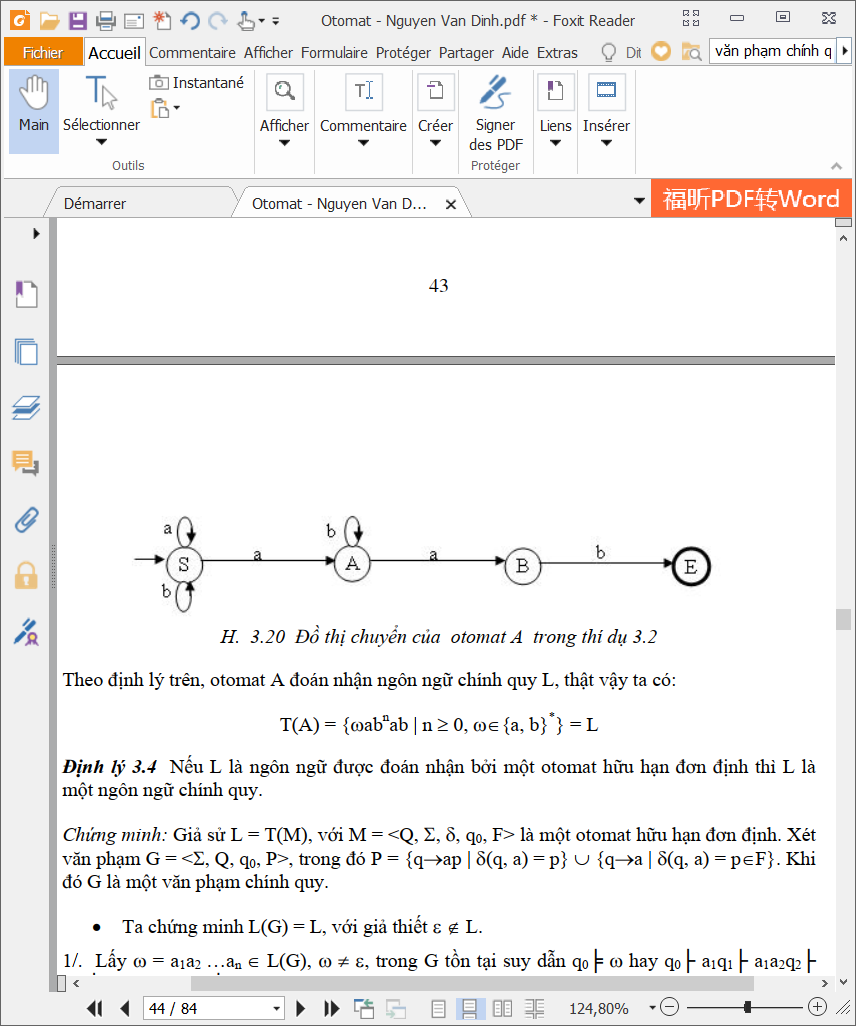 Otomat - Nguyen Van Dinh.pdf * - Foxit Reader
Fichier Accueil Commentaire Afficher Formulaire Protéger Partager Aide Extras Dit văn phạm chính q
Main Sélectionner Instantané Afficher Commentaire Créer Signer des PDF Liens Insérer
Outils Protéger
Démarrer Otomat - Nguyen Van D... 福昕PDF转Word
43
a b
S a A a B b E
b
H. 3.20 Đồ thị chuyển của otomat A trong thí dụ 3.2
Theo định lý trên, otomat A đoán nhận ngôn ngữ chính quy L, thật vậy ta có:
T(A) = {ωabⁿab | n ≥ 0, ω∈{a, b}*} = L
Định lý 3.4 Nếu L là ngôn ngữ được đoán nhận bởi một otomat hữu hạn đơn định thì L là
một ngôn ngữ chính quy.
Chứng minh: Giả sử L = T(M), với M = <Q, Σ, δ, q₀, F> là một otomat hữu hạn đơn định. Xét
văn phạm G = <Σ, Q, q₀, P>, trong đó P = {q→ap | δ(q, a) = p} ∪ {q→a | δ(q, a) = p∈F}. Khi
đó G là một văn phạm chính quy.
• Ta chứng minh L(G) = L, với giả thiết ε ∉ L.
1/. Lấy ω = a₁a₂ …aₙ ∈ L(G), ω ≠ ε, trong G tồn tại suy dẫn q₀╞ ω hay q₀├ a₁q₁├ a₁a₂q₂├
44 / 84 124,80%